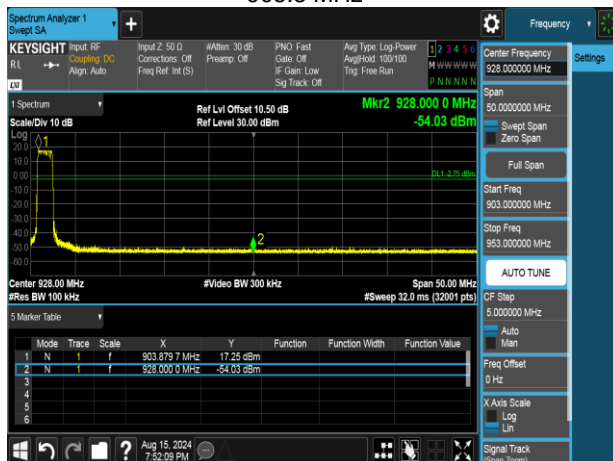 Spectrum Analyzer 1
Swept SA
Frequency
KEYSIGHT
RL
LXI
Input: RF
Coupling: DC
Align: Auto
Input Z: 50 Ω
Corrections: Off
Freq Ref: Int (S)
#Atten: 30 dB
Preamp: Off
PNO: Fast
Gate: Off
IF Gain: Low
Sig Track: Off
Avg Type: Log-Power
Avg|Hold: 100/100
Trig: Free Run
1 2 3 4 5 6
M W W W W W
P N N N N N
Settings
1 Spectrum
Scale/Div 10 dB
Ref Lvl Offset 10.50 dB
Ref Level 30.00 dBm
Mkr2 928.000 0 MHz
-54.03 dBm
Log
20.0
10.0
0.00
-10.0
-20.0
-30.0
-40.0
-50.0
-60.0
1
2
DL1 -2.75 dBm
Center 928.00 MHz
#Res BW 100 kHz
#Video BW 300 kHz
Span 50.00 MHz
#Sweep 32.0 ms (32001 pts)
5 Marker Table
Mode Trace Scale X Y Function Function Width Function Value
1 N 1 f 903.879 7 MHz 17.25 dBm
2 N 1 f 928.000 0 MHz -54.03 dBm
3
4
5
6
Aug 15, 2024
7:52:09 PM
Center Frequency
928.000000 MHz
Span
50.0000000 MHz
Swept Span
Zero Span
Full Span
Start Freq
903.000000 MHz
Stop Freq
953.000000 MHz
AUTO TUNE
CF Step
5.000000 MHz
Auto
Man
Freq Offset
0 Hz
X Axis Scale
Log
Lin
Signal Track
(Span Zoom)